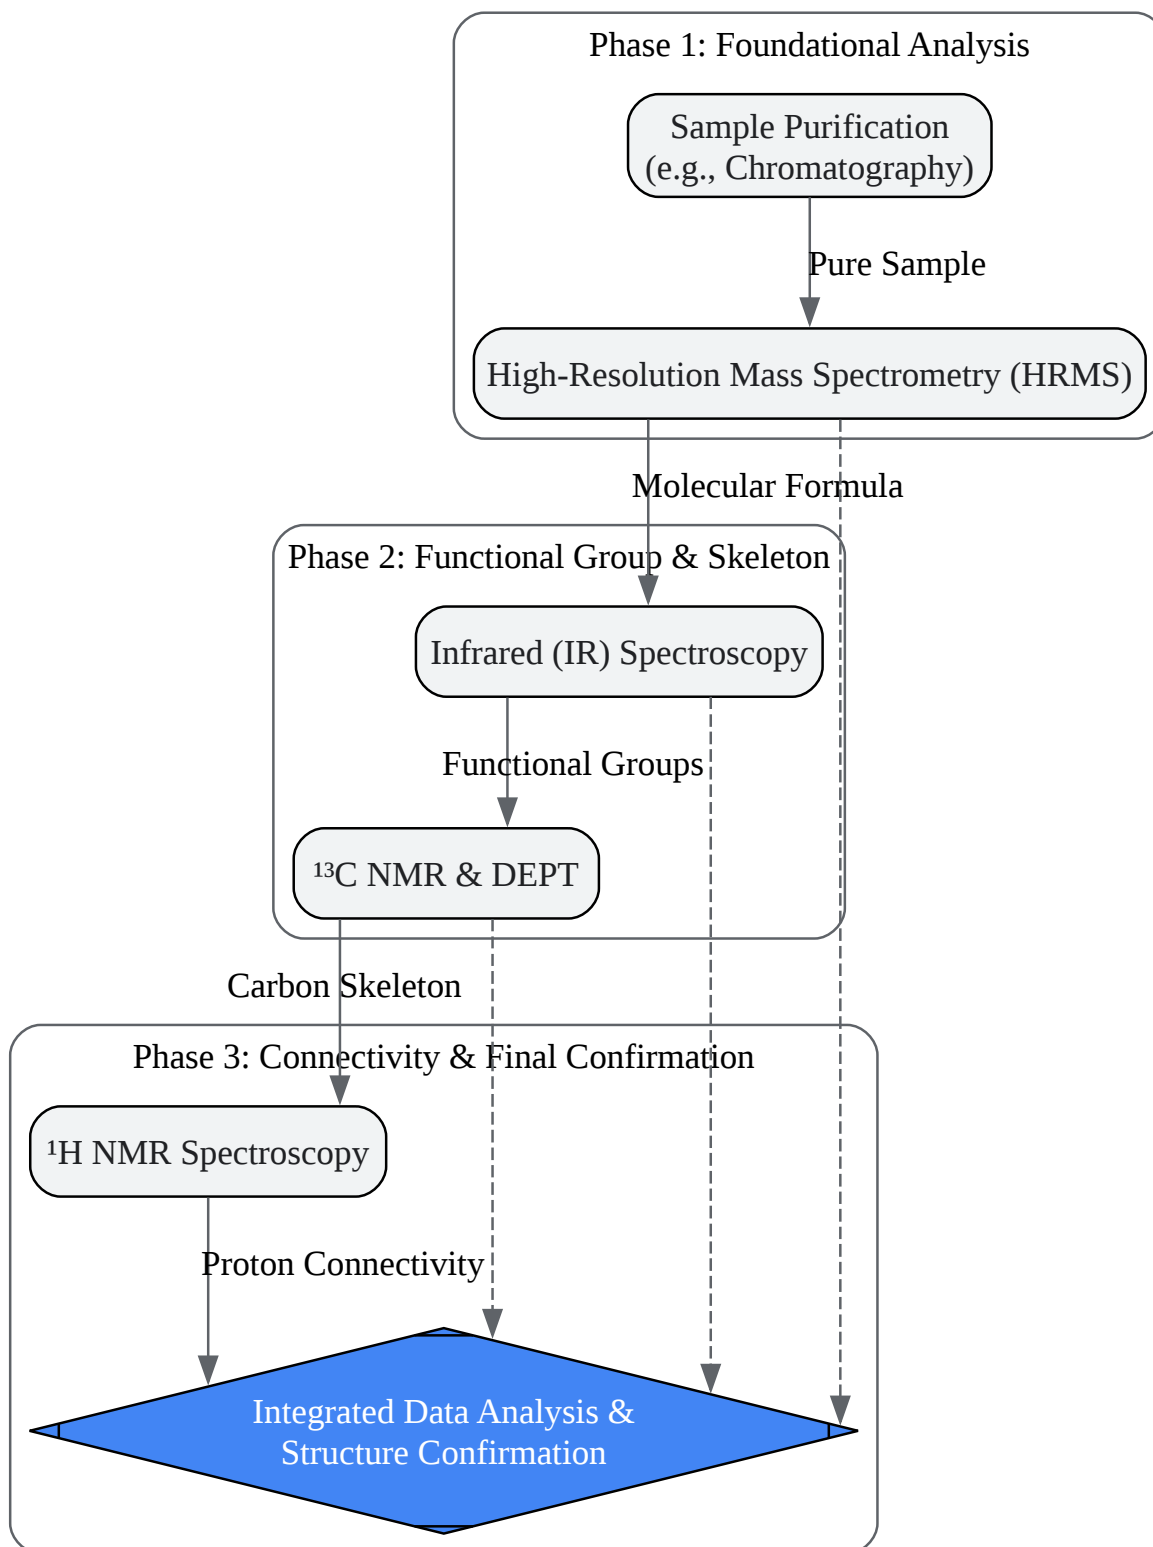 Phase 1: Foundational Analysis
Sample Purification
(e.g., Chromatography)
Pure Sample
High-Resolution Mass Spectrometry (HRMS)
Molecular Formula
Phase 2: Functional Group & Skeleton
Infrared (IR) Spectroscopy
Functional Groups
¹³C NMR & DEPT
Carbon Skeleton
Phase 3: Connectivity & Final Confirmation
¹H NMR Spectroscopy
Proton Connectivity
Integrated Data Analysis &
Structure Confirmation